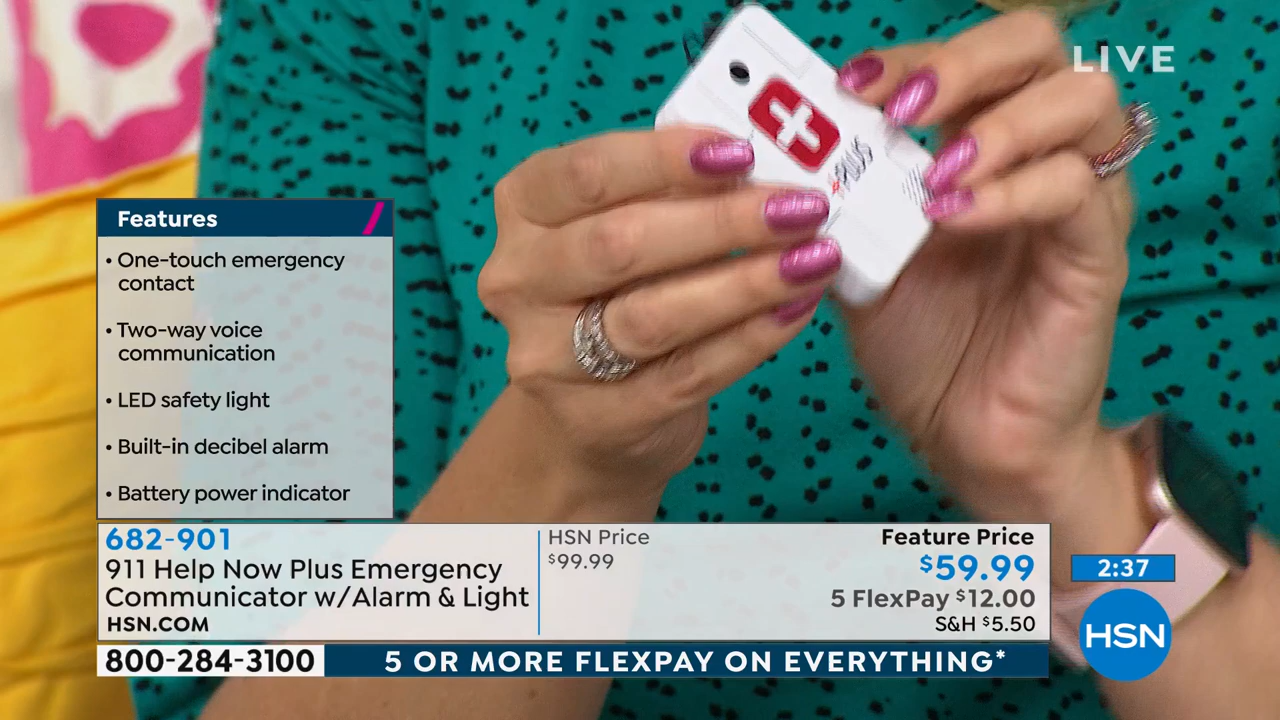 LIVE
+PLUS
Features
• One-touch emergency
contact
• Two-way voice
communication
• LED safety light
• Built-in decibel alarm
• Battery power indicator
682-901
911 Help Now Plus Emergency
Communicator w/Alarm & Light
HSN.COM
HSN Price
$99.99
Feature Price
$59.99
5 FlexPay $12.00
S&H $5.50
2:37
HSN
800-284-3100
5 OR MORE FLEXPAY ON EVERYTHING*